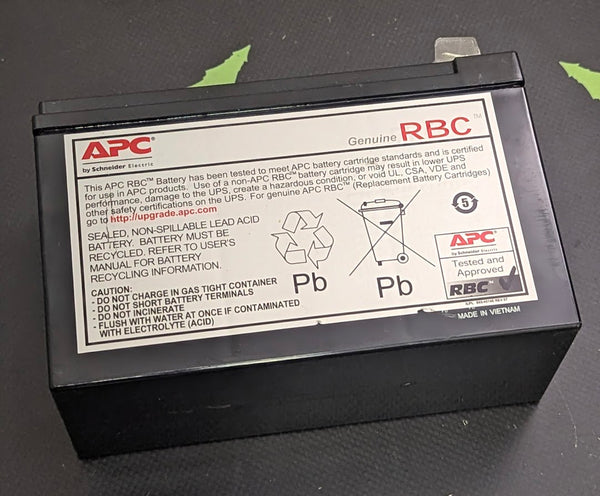 APC®
by Schneider Electric
Genuine RBC™
This APC RBC™ Battery has been tested to meet APC battery cartridge standards and is certified
for use in APC products. Use of a non-APC RBC™ battery cartridge may result in lower UPS
performance, damage to the UPS, create a hazardous condition, or void UL, CSA, VDE and
other safety certifications on the UPS. For genuine APC RBC™ (Replacement Battery Cartridges)
go to http://upgrade.apc.com
SEALED, NON-SPILLABLE LEAD ACID
BATTERY. BATTERY MUST BE
RECYCLED. REFER TO USER'S
MANUAL FOR BATTERY
RECYCLING INFORMATION.
Pb
Pb
5
CAUTION:
- DO NOT CHARGE IN GAS TIGHT CONTAINER
- DO NOT SHORT BATTERY TERMINALS
- DO NOT INCINERATE
- FLUSH WITH WATER AT ONCE IF CONTAMINATED
WITH ELECTROLYTE (ACID)
APC®
by Schneider Electric
Tested and
Approved
RBC™
MADE IN VIETNAM